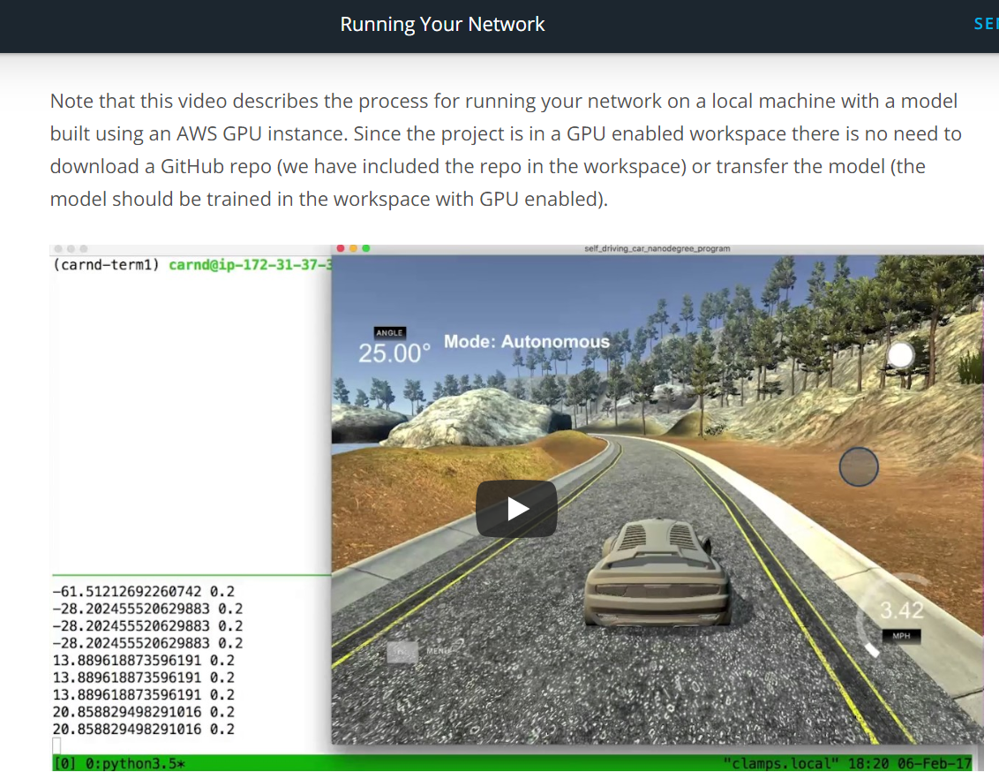 Running Your Network
Note that this video describes the process for running your network on a local machine with a model
built using an AWS GPU instance. Since the project is in a GPU enabled workspace there is no need to
download a GitHub repo (we have included the repo in the workspace) or transfer the model (the
model should be trained in the workspace with GPU enabled).
self_driving_car_nanodegree_program
(carnd-term1) carnd@ip-172-31-37-3
ANGLE
25.00° Mode: Autonomous
3.42
MPH
MENU
-61.51212692260742 0.2
-28.202455520629883 0.2
-28.202455520629883 0.2
-28.202455520629883 0.2
13.889618873596191 0.2
13.889618873596191 0.2
13.889618873596191 0.2
20.858829498291016 0.2
20.858829498291016 0.2
[0] 0:python3.5* "clamps.local" 18:20 06-Feb-17